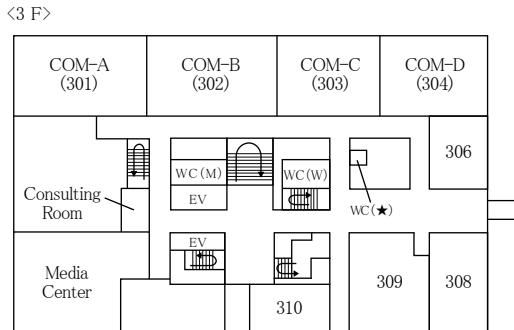 <3 F>
COM-A
(301)
COM-B
(302)
COM-C
(303)
COM-D
(304)
306
WC(M)
WC(W)
EV
Consulting
Room
WC(★)
EV
Media
Center
309
308
310